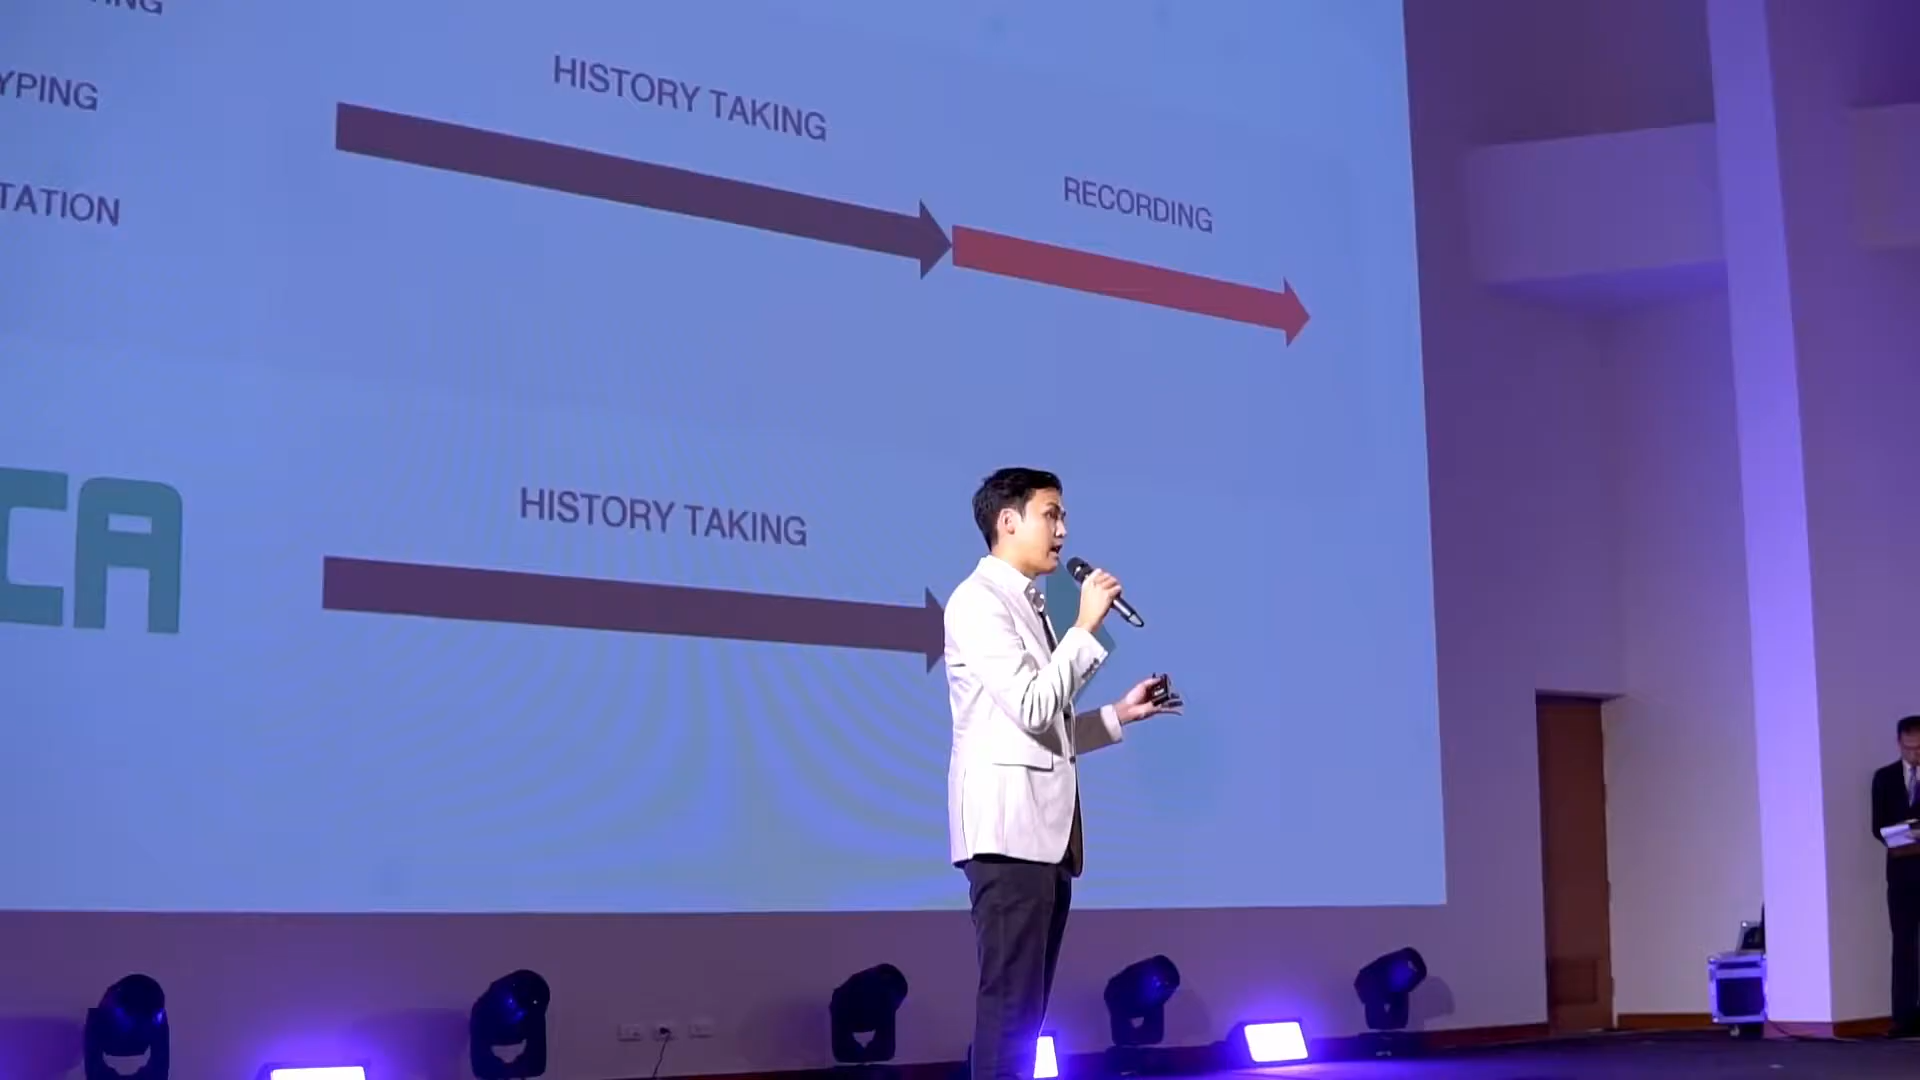 YPING
TATION
HISTORY TAKING
RECORDING
CA
HISTORY TAKING